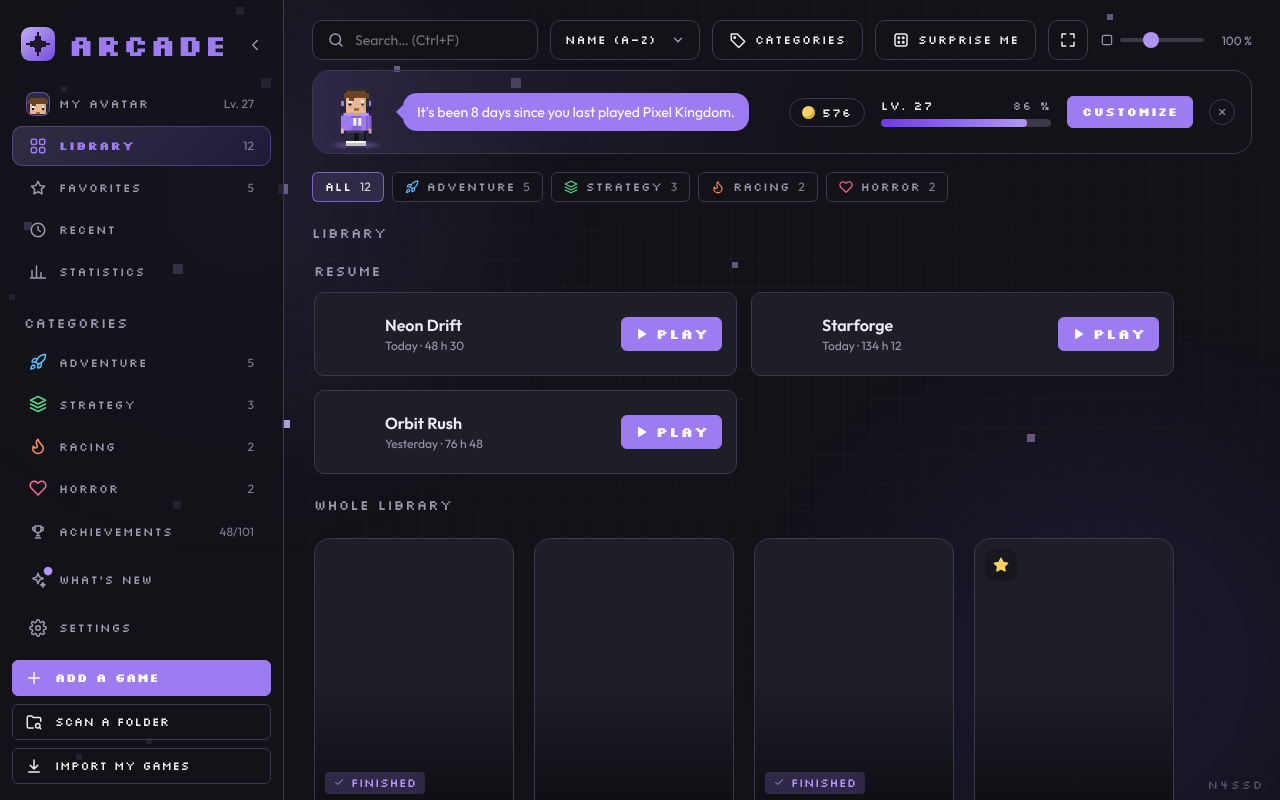 ARCADE
MY AVATAR Lv. 27
LIBRARY 12
FAVORITES 5
RECENT
STATISTICS
CATEGORIES
ADVENTURE 5
STRATEGY 3
RACING 2
HORROR 2
ACHIEVEMENTS 48/101
WHAT'S NEW
SETTINGS
ADD A GAME
SCAN A FOLDER
IMPORT MY GAMES
Search... (Ctrl+F) NAME (A-Z) CATEGORIES SURPRISE ME 100 %
It's been 8 days since you last played Pixel Kingdom. 576 LV. 27 86 % CUSTOMIZE
ALL 12 ADVENTURE 5 STRATEGY 3 RACING 2 HORROR 2
LIBRARY
RESUME
Neon Drift
Today · 48 h 30
PLAY
Starforge
Today · 134 h 12
PLAY
Orbit Rush
Yesterday · 76 h 48
PLAY
WHOLE LIBRARY
FINISHED FINISHED
N4SSD